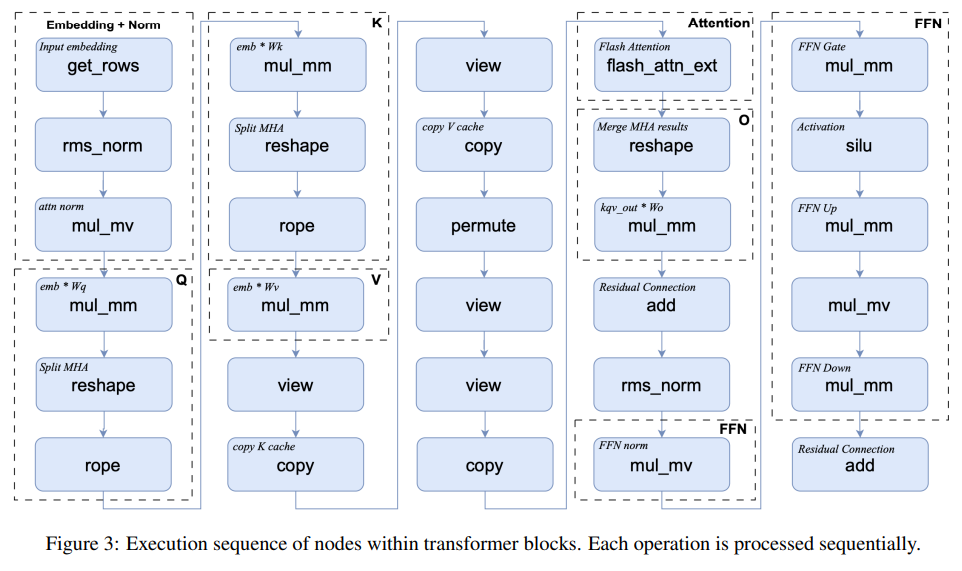 Embedding + Norm
Input embedding
get_rows
rms_norm
attn norm
mul_mv
Q
emb * Wq
mul_mm
Split MHA
reshape
rope
K
emb * Wk
mul_mm
Split MHA
reshape
rope
V
emb * Wv
mul_mm
view
copy K cache
copy
view
copy V cache
copy
permute
view
view
copy
Attention
Flash Attention
flash_attn_ext
O
Merge MHA results
reshape
kqv_out * Wo
mul_mm
Residual Connection
add
rms_norm
FFN
FFN norm
mul_mv
FFN
FFN Gate
mul_mm
Activation
silu
FFN Up
mul_mm
mul_mv
FFN Down
mul_mm
Residual Connection
add
Figure 3: Execution sequence of nodes within transformer blocks. Each operation is processed sequentially.